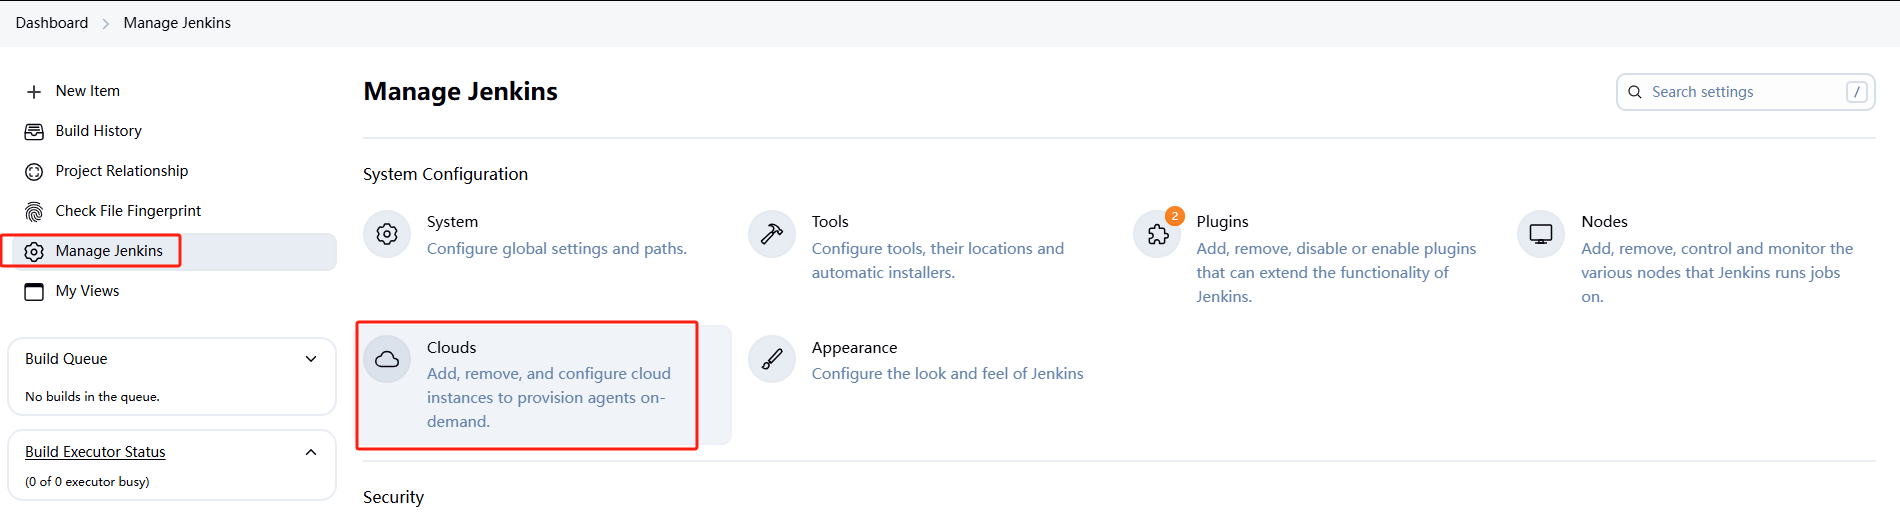 Dashboard > Manage Jenkins
New Item
Build History
Project Relationship
Check File Fingerprint
Manage Jenkins
My Views
Build Queue
No builds in the queue.
Build Executor Status
(0 of 0 executor busy)
Manage Jenkins
Search settings /
System Configuration
System
Configure global settings and paths.
Tools
Configure tools, their locations and
automatic installers.
2
Plugins
Add, remove, disable or enable plugins
that can extend the functionality of
Jenkins.
Nodes
Add, remove, control and monitor the
various nodes that Jenkins runs jobs
on.
Clouds
Add, remove, and configure cloud
instances to provision agents on-
demand.
Appearance
Configure the look and feel of Jenkins
Security